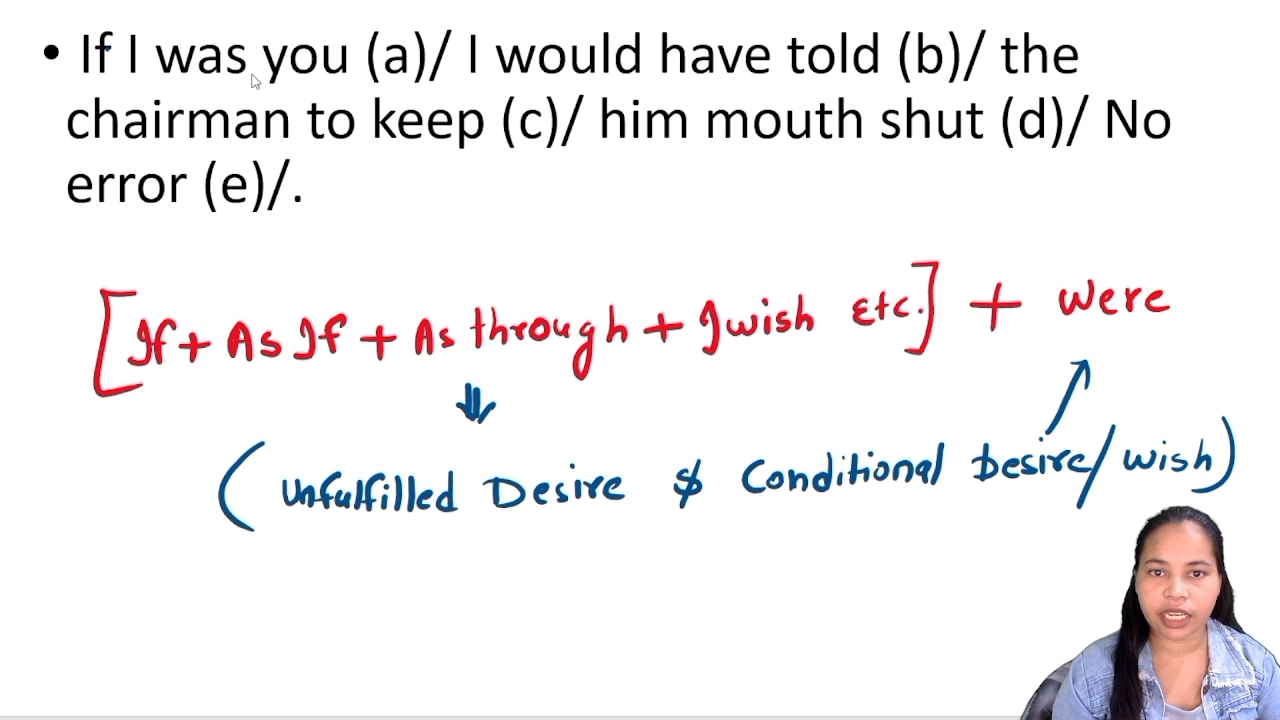 • If I was you (a)/ I would have told (b)/ the
chairman to keep (c)/ him mouth shut (d)/ No
error (e)/.
[If + As If + As through + I wish Etc.] + were
(unfulfilled Desire & Conditional Desire/wish)